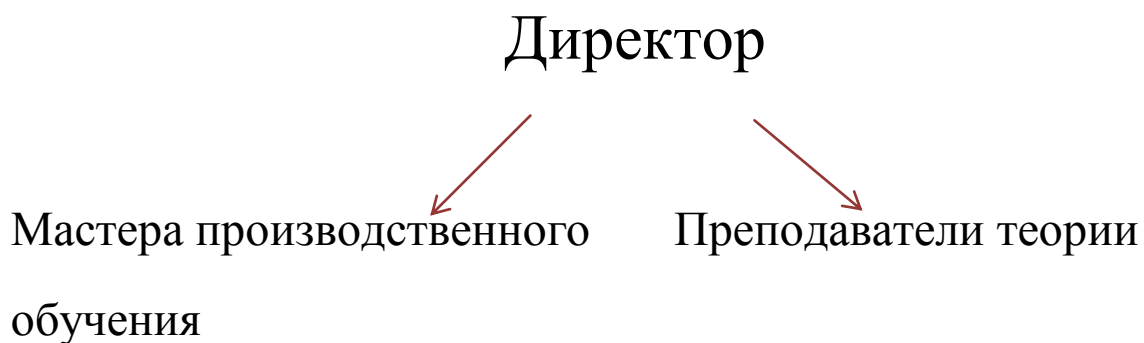 Директор
Мастера производственного Преподаватели теории
обучения